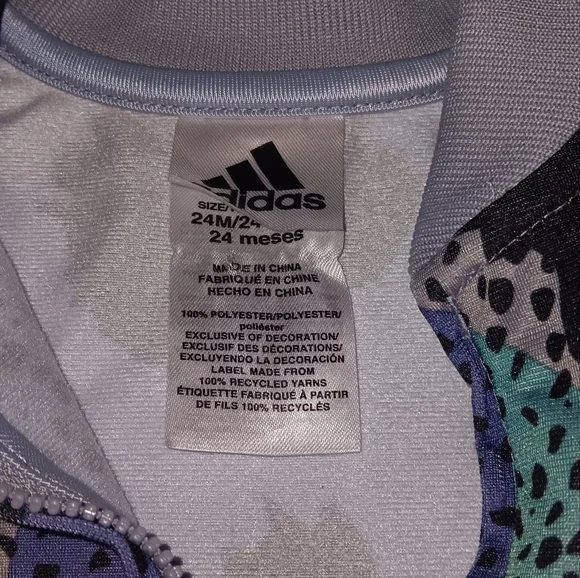 adidas
SIZE/
24M/24
24 meses
MADE IN CHINA
FABRIQUÉ EN CHINE
HECHO EN CHINA
100% POLYESTER/POLYESTER/
poliéster
EXCLUSIVE OF DECORATION/
EXCLUSIF DES DÉCORATION/
EXCLUYENDO LA DECORACIÓN
LABEL MADE FROM
100% RECYCLED YARNS
ÉTIQUETTE FABRIQUÉ À PARTIR
DE FILS 100% RECYCLÉS